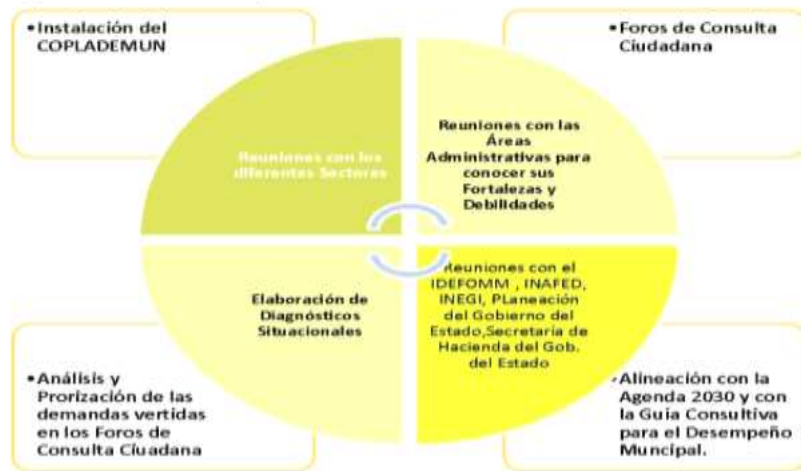 •Instalación del
COPLADEMUN
•Foros de Consulta
Ciudadana
Reuniones con los
diferentes Sectores
Reuniones con las
Áreas
Administrativas para
conocer sus
Fortalezas y
Debilidades
Elaboración de
Diagnósticos
Situacionales
Reuniones con el
IDEFOMM , INAFED,
INEGI, PLaneación
del Gobierno del
Estado,Secretaría de
Hacienda del Gob.
del Estado
•Análisis y
Prorización de las
demandas vertidas
en los Foros de
Consulta Cíuadana
•Alineación con la
Agenda 2030 y con
la Guía Consultiva
para el Desempeño
Muncipal.